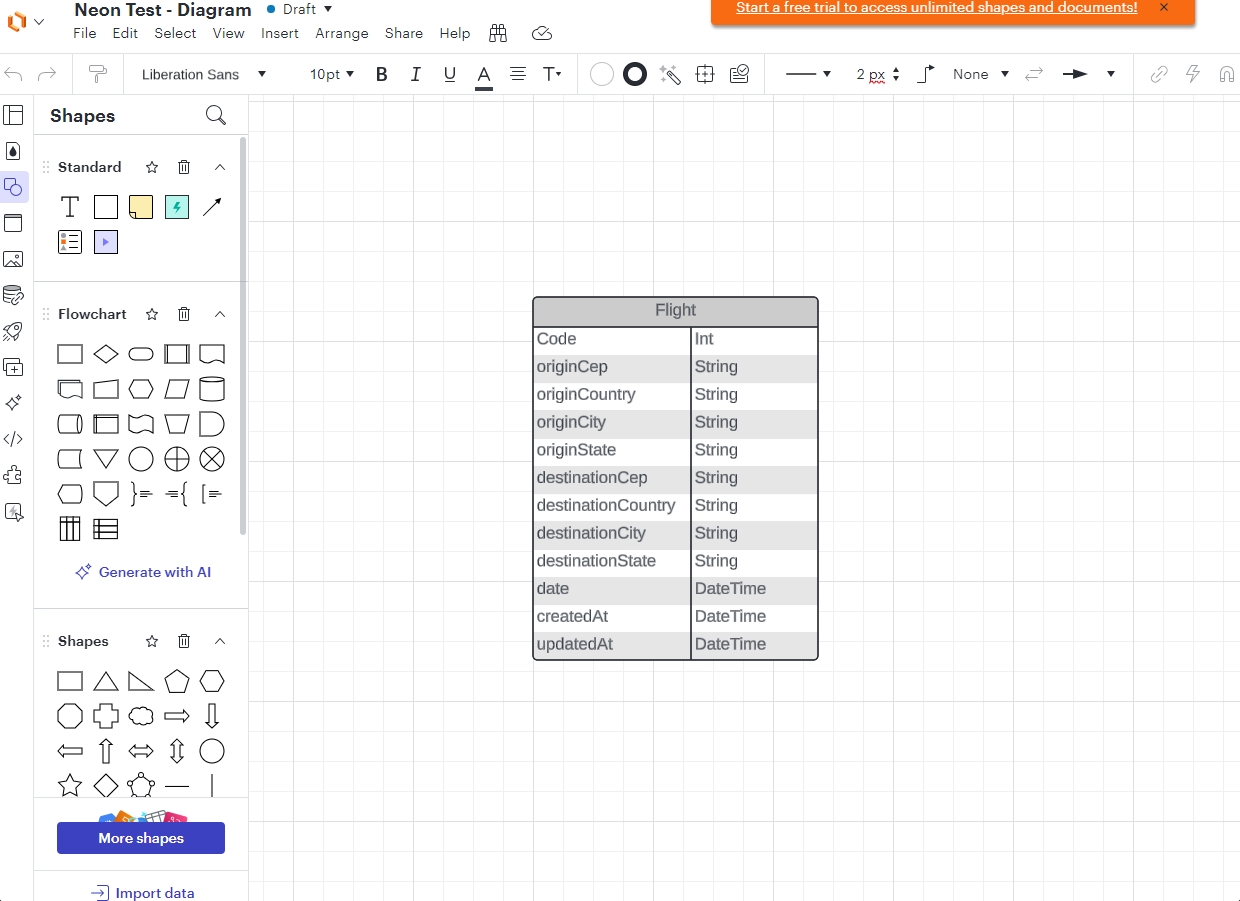 Neon Test - Diagram
Draft
Start a free trial to access unlimited shapes and documents!
File Edit Select View Insert Arrange Share Help
Liberation Sans
10pt
B I U A T
2 px
None
Shapes
Standard
T
Flowchart
Generate with AI
Shapes
More shapes
Import data
Flight
Code Int
originCep String
originCountry String
originCity String
originState String
destinationCep String
destinationCountry String
destinationCity String
destinationState String
date DateTime
createdAt DateTime
updatedAt DateTime